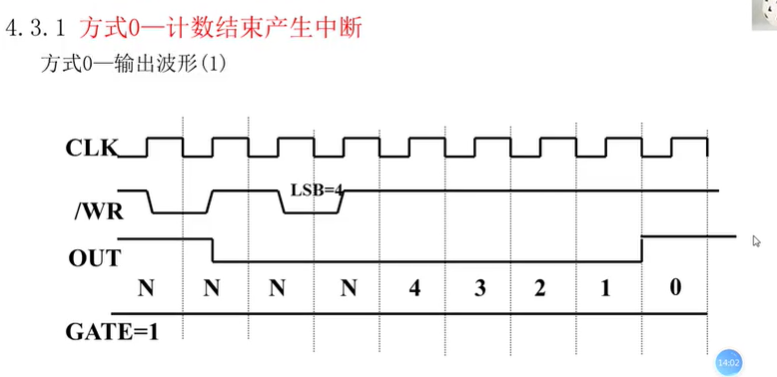 4.3.1 方式0—计数结束产生中断
方式0—输出波形(1)
CLK
LSB=4
/WR
OUT
N N N N 4 3 2 1 0
GATE=1
14:02